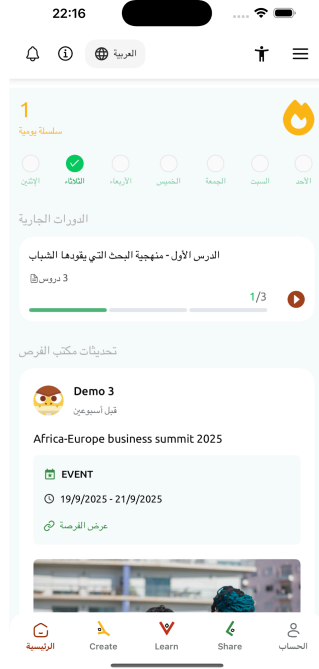 22:16
العربية
1
سلسلة يومية
الإثنين
الثلاثاء
الأربعاء
الخميس
الجمعة
السبت
الأحد
الدورات الجارية
الدرس الأول - منهجية البحث التي يقودها الشباب
3 دروس
1/3
تحديثات مكتب الفرص
Demo 3
قبل أسبوعين
Africa-Europe business summit 2025
EVENT
19/9/2025 - 21/9/2025
عرض الفرصة
الرئيسية
Create
Learn
Share
الحساب